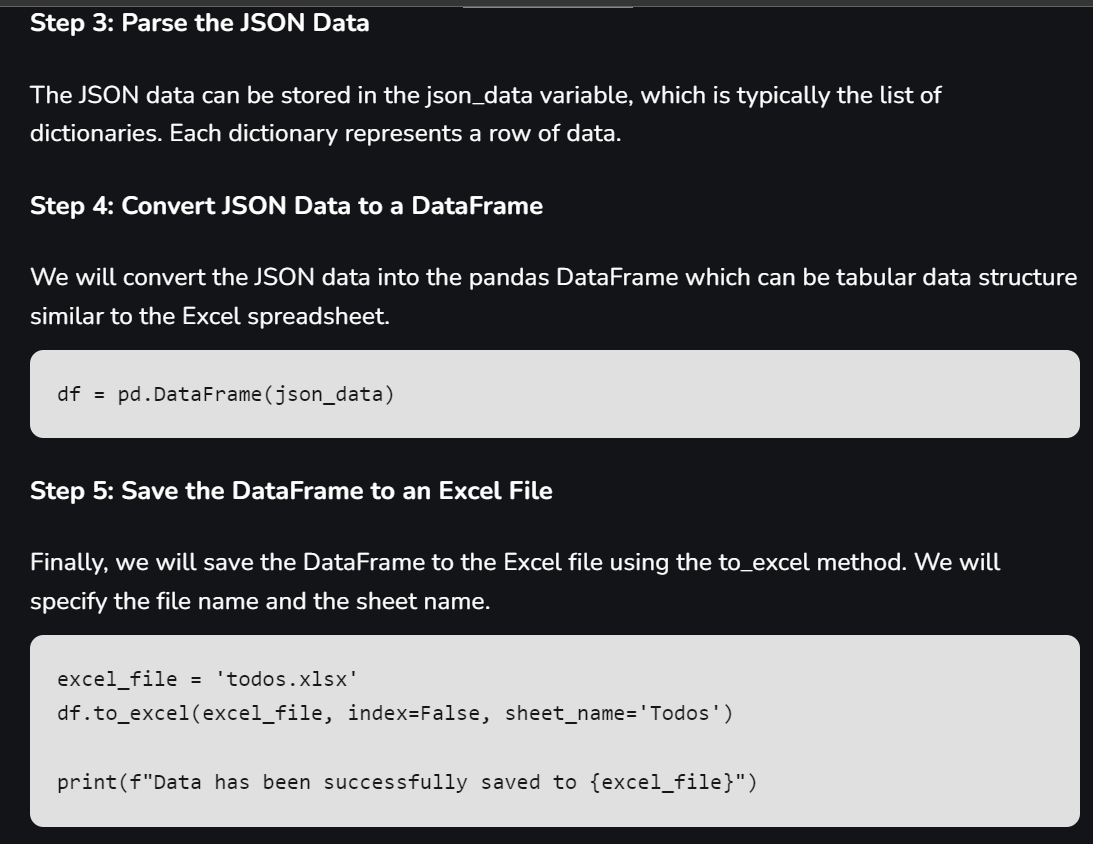 Step 3: Parse the JSON Data
The JSON data can be stored in the json_data variable, which is typically the list of
dictionaries. Each dictionary represents a row of data.
Step 4: Convert JSON Data to a DataFrame
We will convert the JSON data into the pandas DataFrame which can be tabular data structure
similar to the Excel spreadsheet.
df = pd.DataFrame(json_data)
Step 5: Save the DataFrame to an Excel File
Finally, we will save the DataFrame to the Excel file using the to_excel method. We will
specify the file name and the sheet name.
excel_file = 'todos.xlsx'
df.to_excel(excel_file, index=False, sheet_name='Todos')
print(f"Data has been successfully saved to {excel_file}")